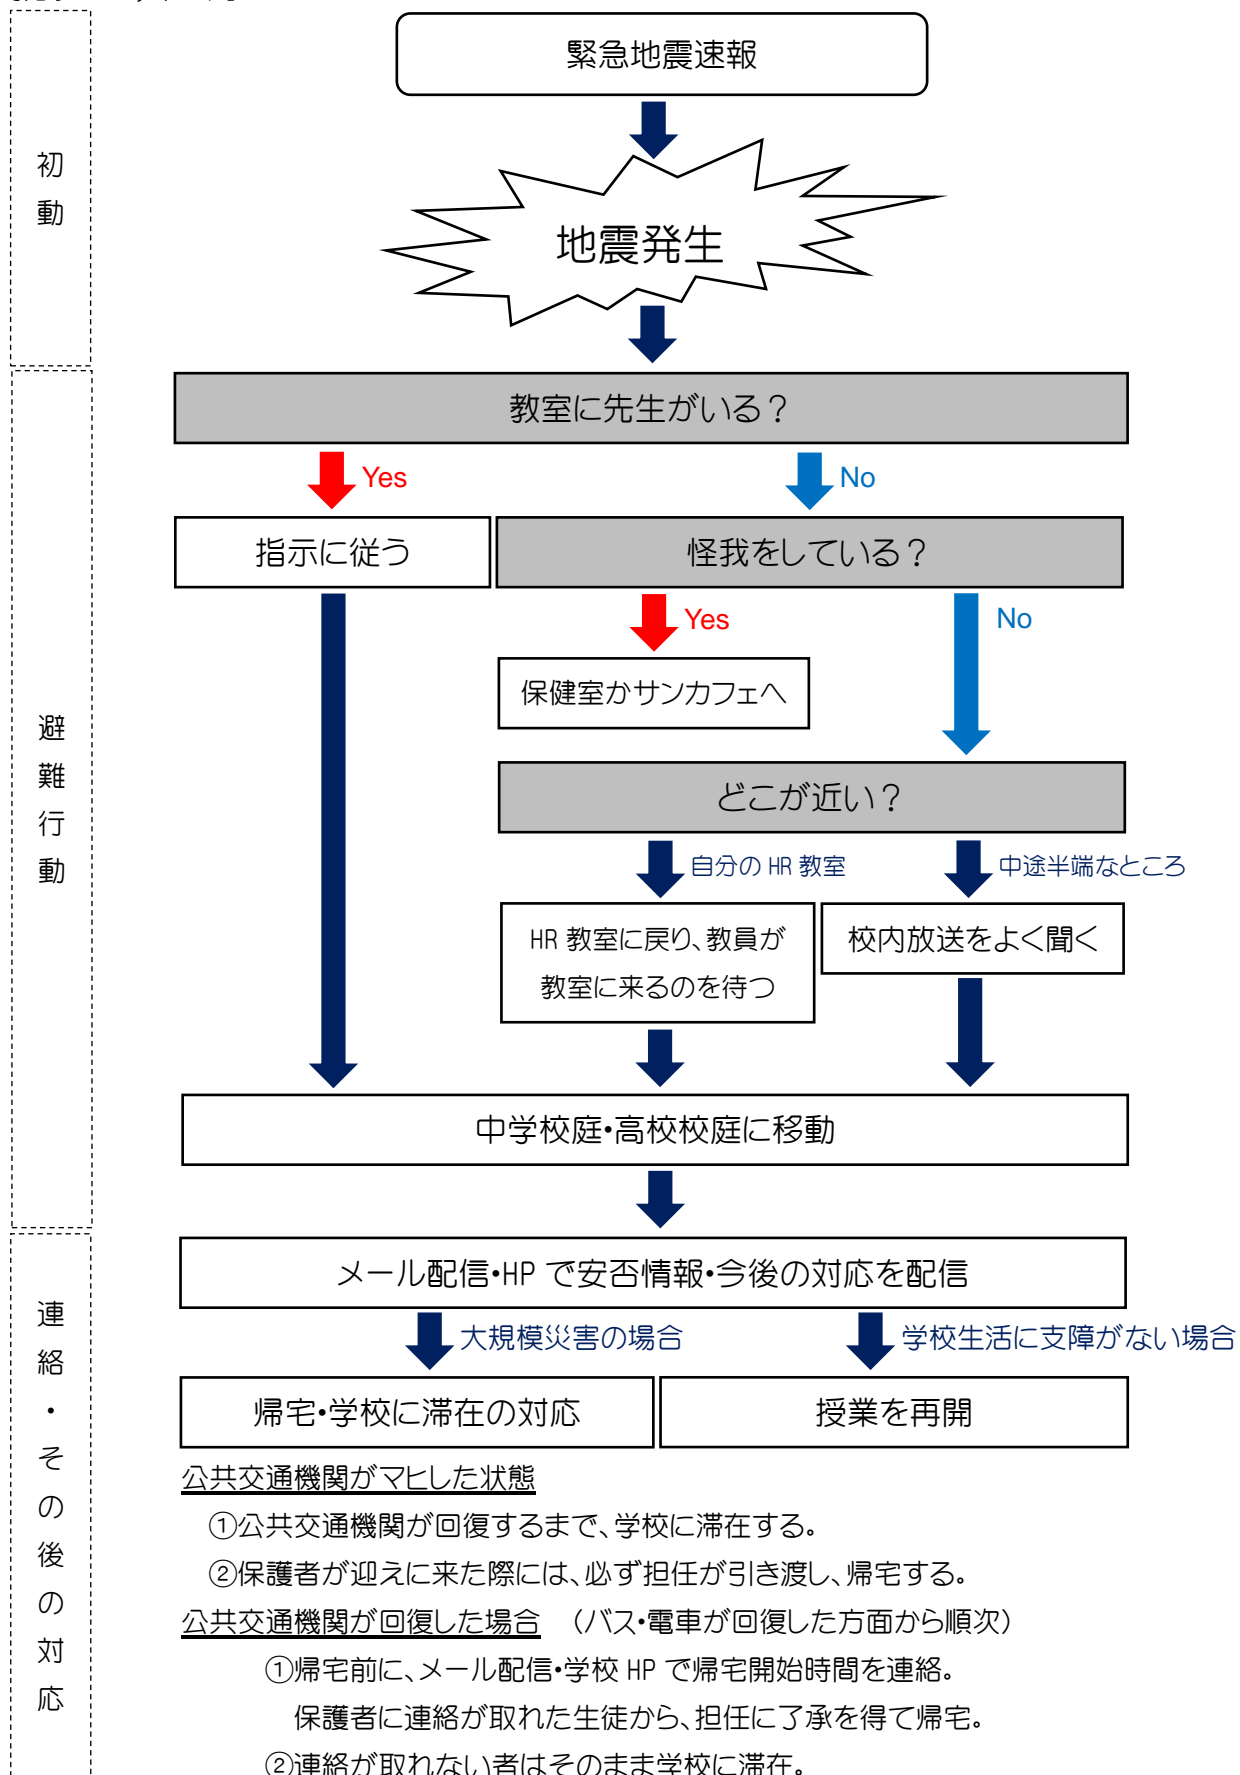 緊急地震速報
初動
地震発生
教室に先生がいる？
Yes
No
指示に従う
怪我をしている？
Yes
No
保健室かサンカフェへ
避難行動
どこが近い？
自分の HR 教室
中途半端なところ
HR 教室に戻り、教員が
教室に来るのを待つ
校内放送をよく聞く
中学校庭・高校校庭に移動
メール配信・HP で安否情報・今後の対応を配信
連絡・その後の対応
大規模災害の場合
学校生活に支障がない場合
帰宅・学校に滞在の対応
授業を再開
公共交通機関がマヒした状態
①公共交通機関が回復するまで、学校に滞在する。
②保護者が迎えに来た際には、必ず担任が引き渡し、帰宅する。
公共交通機関が回復した場合　（バス・電車が回復した方面から順次）
①帰宅前に、メール配信・学校 HP で帰宅開始時間を連絡。
保護者に連絡が取れた生徒から、担任に了承を得て帰宅。
②連絡が取れない者はそのまま学校に滞在。